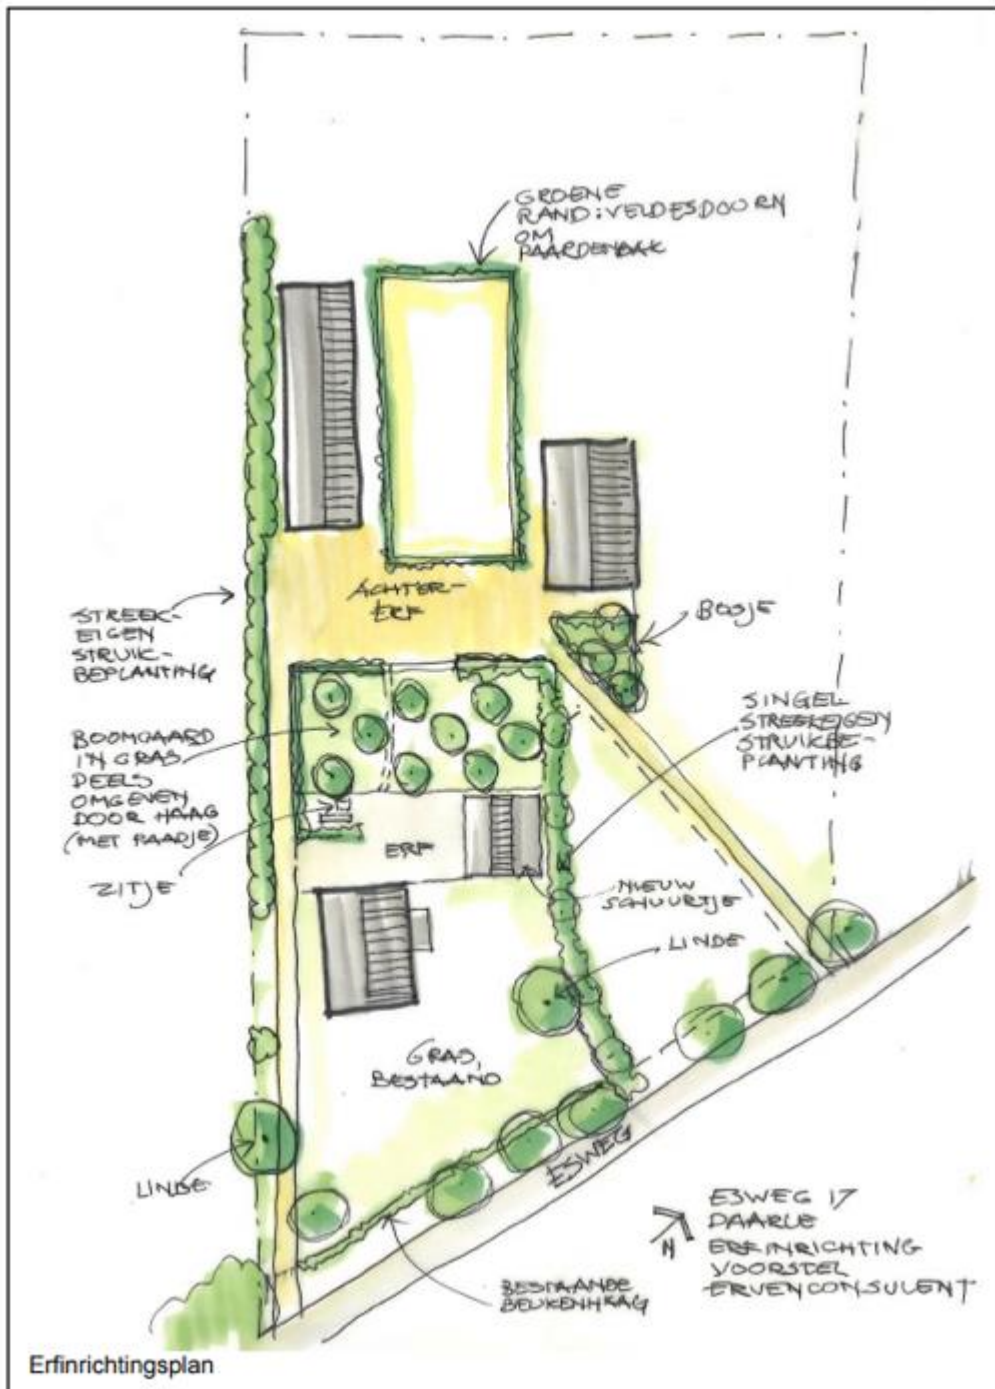 GROENE
RAND: VELDESDOORN
OM
PAARDENBAK
ACHTER-
ERF
BOSJE
STREEK-
EIGEN
STRUIK-
BEPLANTING
SINGEL
STREEKEIGEN
STRUIKBE-
PLANTING
BOOMGAARD
IN GRAS
DEELS
OMGEVEN
DOOR HAAG
(MET PAADJE)
ZITJE
ERF
NIEUW
SCHUURTJE
LINDE
GRAS,
BESTAAND
LINDE
ESWEG
BESTAANDE
BEUKENHAAG
N
ESWEG 17
DAARLE
ERFINRICHTING
VOORSTEL
ERVENCONSULENT
Erfinrichtingsplan